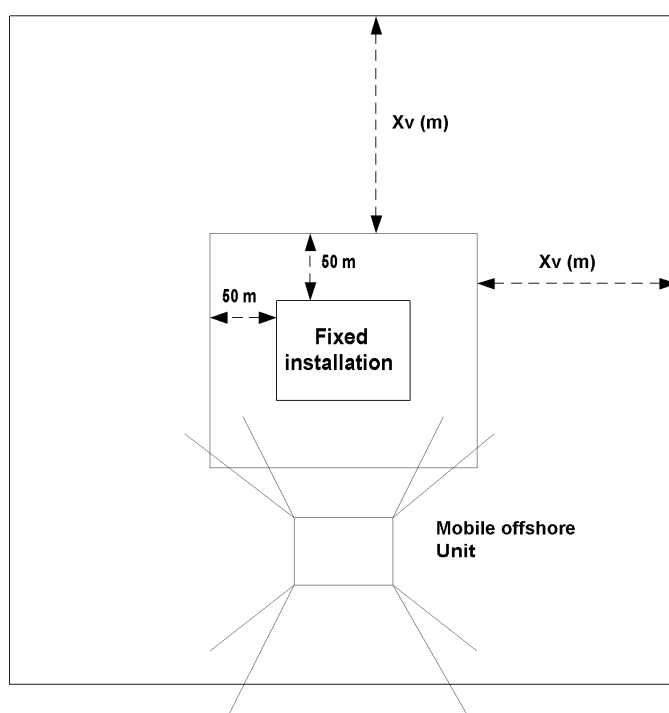 Xv (m)
50 m
Xv (m)
50 m
Fixed
installation
Mobile offshore
Unit